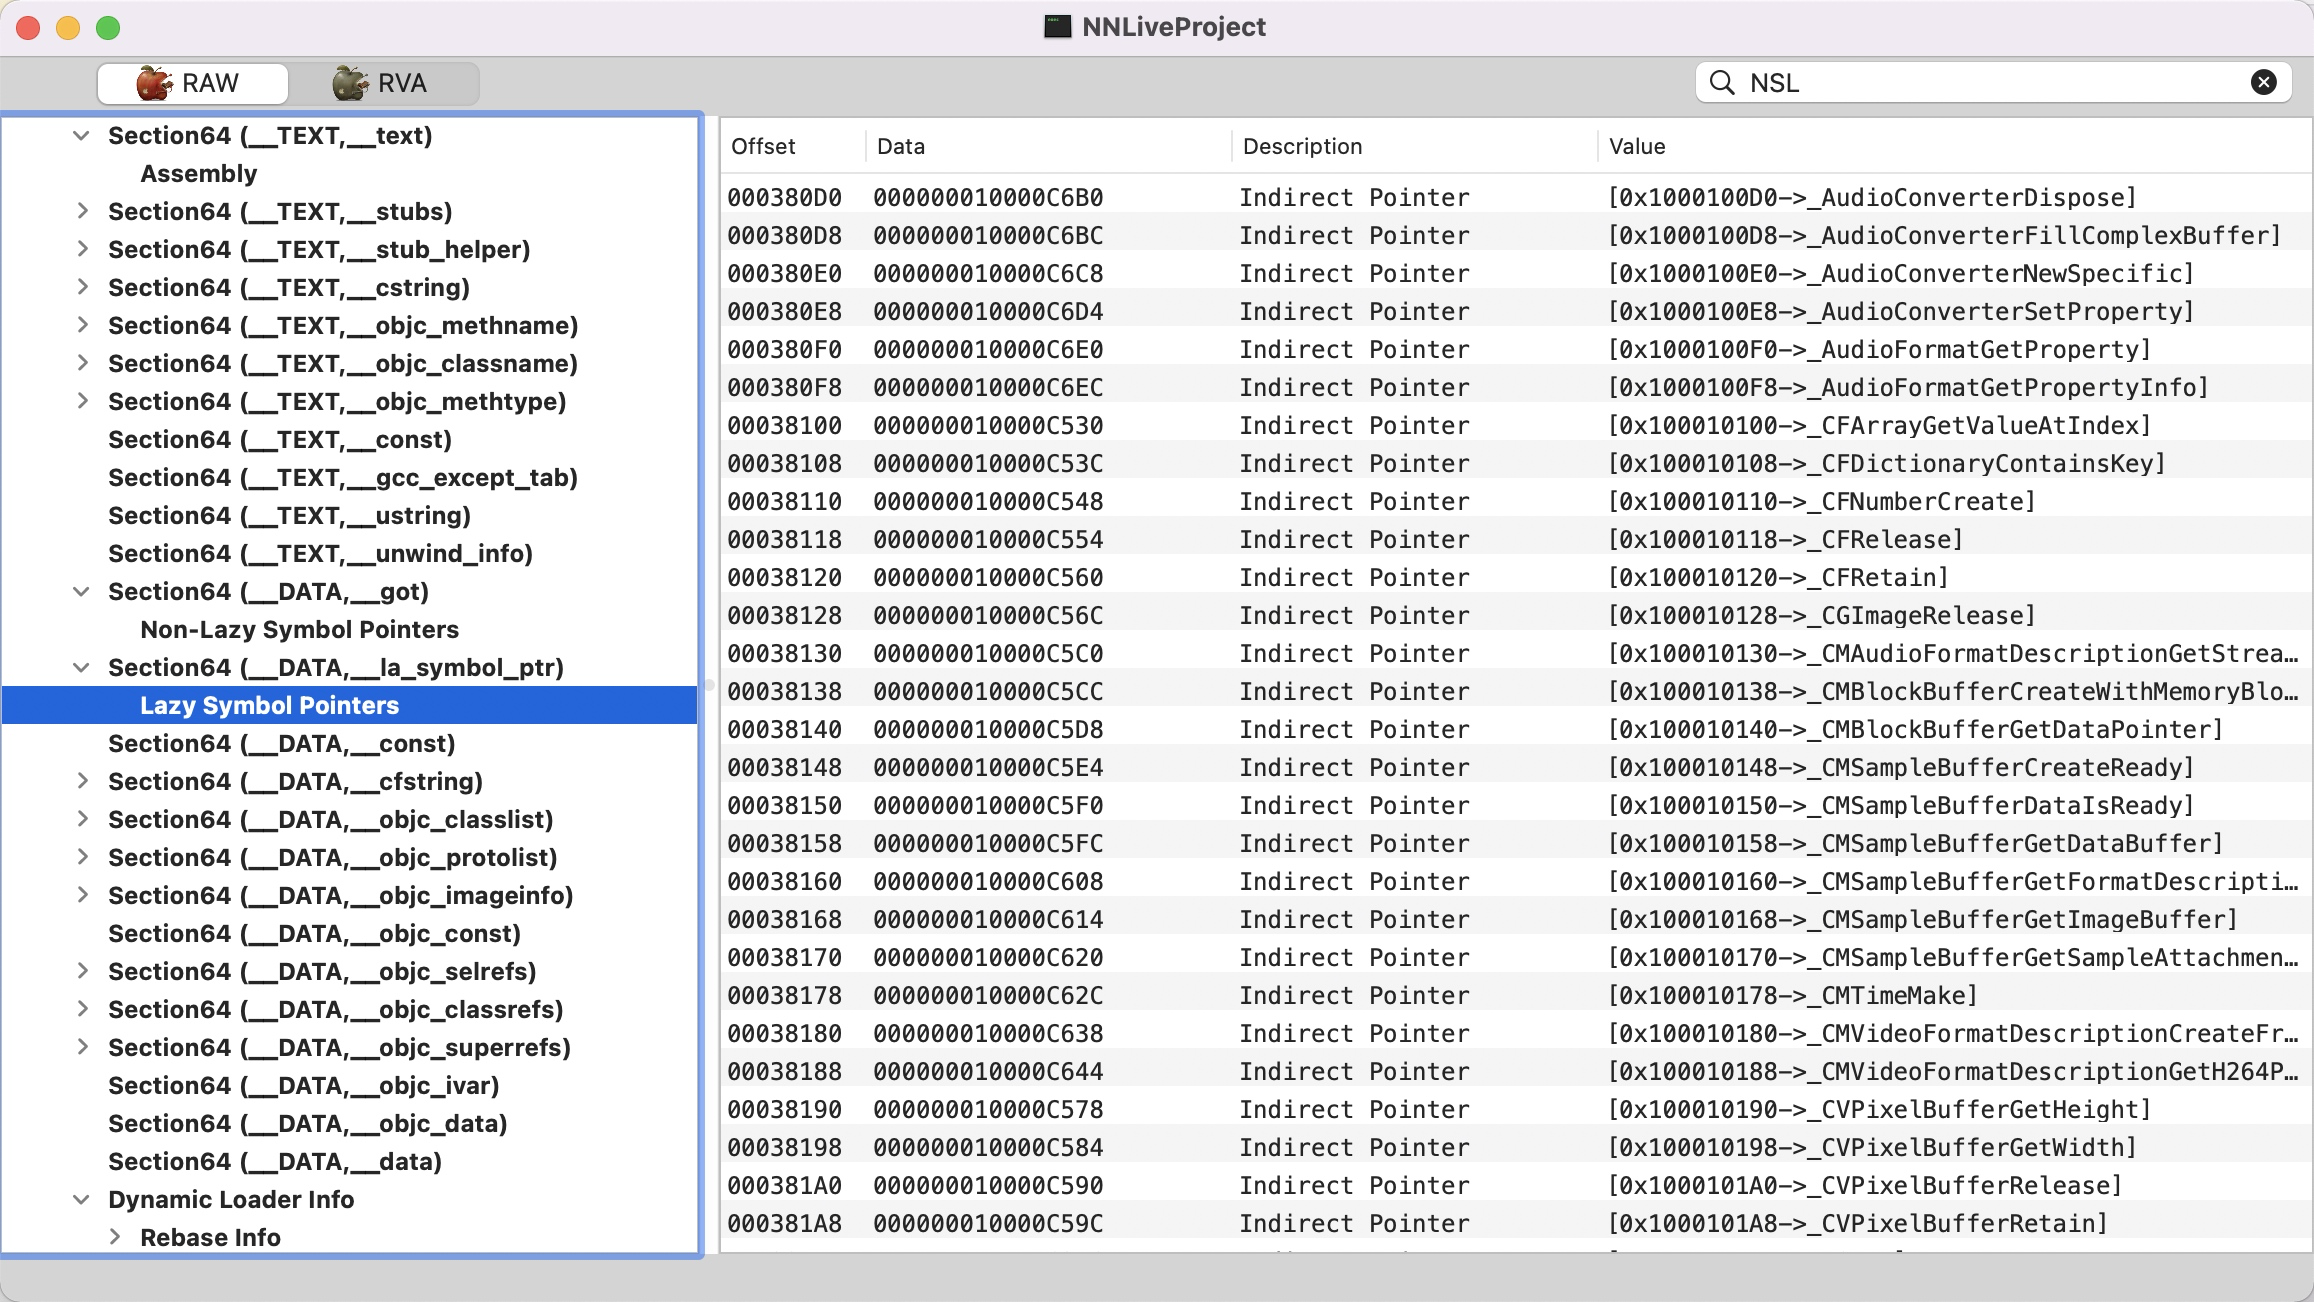 NNLiveProject
RAW
RVA
NSL
Section64 (__TEXT,__text)
Assembly
Section64 (__TEXT,__stubs)
Section64 (__TEXT,__stub_helper)
Section64 (__TEXT,__cstring)
Section64 (__TEXT,__objc_methname)
Section64 (__TEXT,__objc_classname)
Section64 (__TEXT,__objc_methtype)
Section64 (__TEXT,__const)
Section64 (__TEXT,__gcc_except_tab)
Section64 (__TEXT,__ustring)
Section64 (__TEXT,__unwind_info)
Section64 (__DATA,__got)
Non-Lazy Symbol Pointers
Section64 (__DATA,__la_symbol_ptr)
Lazy Symbol Pointers
Section64 (__DATA,__const)
Section64 (__DATA,__cfstring)
Section64 (__DATA,__objc_classlist)
Section64 (__DATA,__objc_protolist)
Section64 (__DATA,__objc_imageinfo)
Section64 (__DATA,__objc_const)
Section64 (__DATA,__objc_selrefs)
Section64 (__DATA,__objc_classrefs)
Section64 (__DATA,__objc_superrefs)
Section64 (__DATA,__objc_ivar)
Section64 (__DATA,__objc_data)
Section64 (__DATA,__data)
Dynamic Loader Info
Rebase Info
Offset Data Description Value
000380D0 000000010000C6B0 Indirect Pointer [0x1000100D0->_AudioConverterDispose]
000380D8 000000010000C6BC Indirect Pointer [0x1000100D8->_AudioConverterFillComplexBuffer]
000380E0 000000010000C6C8 Indirect Pointer [0x1000100E0->_AudioConverterNewSpecific]
000380E8 000000010000C6D4 Indirect Pointer [0x1000100E8->_AudioConverterSetProperty]
000380F0 000000010000C6E0 Indirect Pointer [0x1000100F0->_AudioFormatGetProperty]
000380F8 000000010000C6EC Indirect Pointer [0x1000100F8->_AudioFormatGetPropertyInfo]
00038100 000000010000C530 Indirect Pointer [0x100010100->_CFArrayGetValueAtIndex]
00038108 000000010000C53C Indirect Pointer [0x100010108->_CFDictionaryContainsKey]
00038110 000000010000C548 Indirect Pointer [0x100010110->_CFNumberCreate]
00038118 000000010000C554 Indirect Pointer [0x100010118->_CFRelease]
00038120 000000010000C560 Indirect Pointer [0x100010120->_CFRetain]
00038128 000000010000C56C Indirect Pointer [0x100010128->_CGImageRelease]
00038130 000000010000C5C0 Indirect Pointer [0x100010130->_CMAudioFormatDescriptionGetStrea…
00038138 000000010000C5CC Indirect Pointer [0x100010138->_CMBlockBufferCreateWithMemoryBlo…
00038140 000000010000C5D8 Indirect Pointer [0x100010140->_CMBlockBufferGetDataPointer]
00038148 000000010000C5E4 Indirect Pointer [0x100010148->_CMSampleBufferCreateReady]
00038150 000000010000C5F0 Indirect Pointer [0x100010150->_CMSampleBufferDataIsReady]
00038158 000000010000C5FC Indirect Pointer [0x100010158->_CMSampleBufferGetDataBuffer]
00038160 000000010000C608 Indirect Pointer [0x100010160->_CMSampleBufferGetFormatDescripti…
00038168 000000010000C614 Indirect Pointer [0x100010168->_CMSampleBufferGetImageBuffer]
00038170 000000010000C620 Indirect Pointer [0x100010170->_CMSampleBufferGetSampleAttachmen…
00038178 000000010000C62C Indirect Pointer [0x100010178->_CMTimeMake]
00038180 000000010000C638 Indirect Pointer [0x100010180->_CMVideoFormatDescriptionCreateFr…
00038188 000000010000C644 Indirect Pointer [0x100010188->_CMVideoFormatDescriptionGetH264P…
00038190 000000010000C578 Indirect Pointer [0x100010190->_CVPixelBufferGetHeight]
00038198 000000010000C584 Indirect Pointer [0x100010198->_CVPixelBufferGetWidth]
000381A0 000000010000C590 Indirect Pointer [0x1000101A0->_CVPixelBufferRelease]
000381A8 000000010000C59C Indirect Pointer [0x1000101A8->_CVPixelBufferRetain]